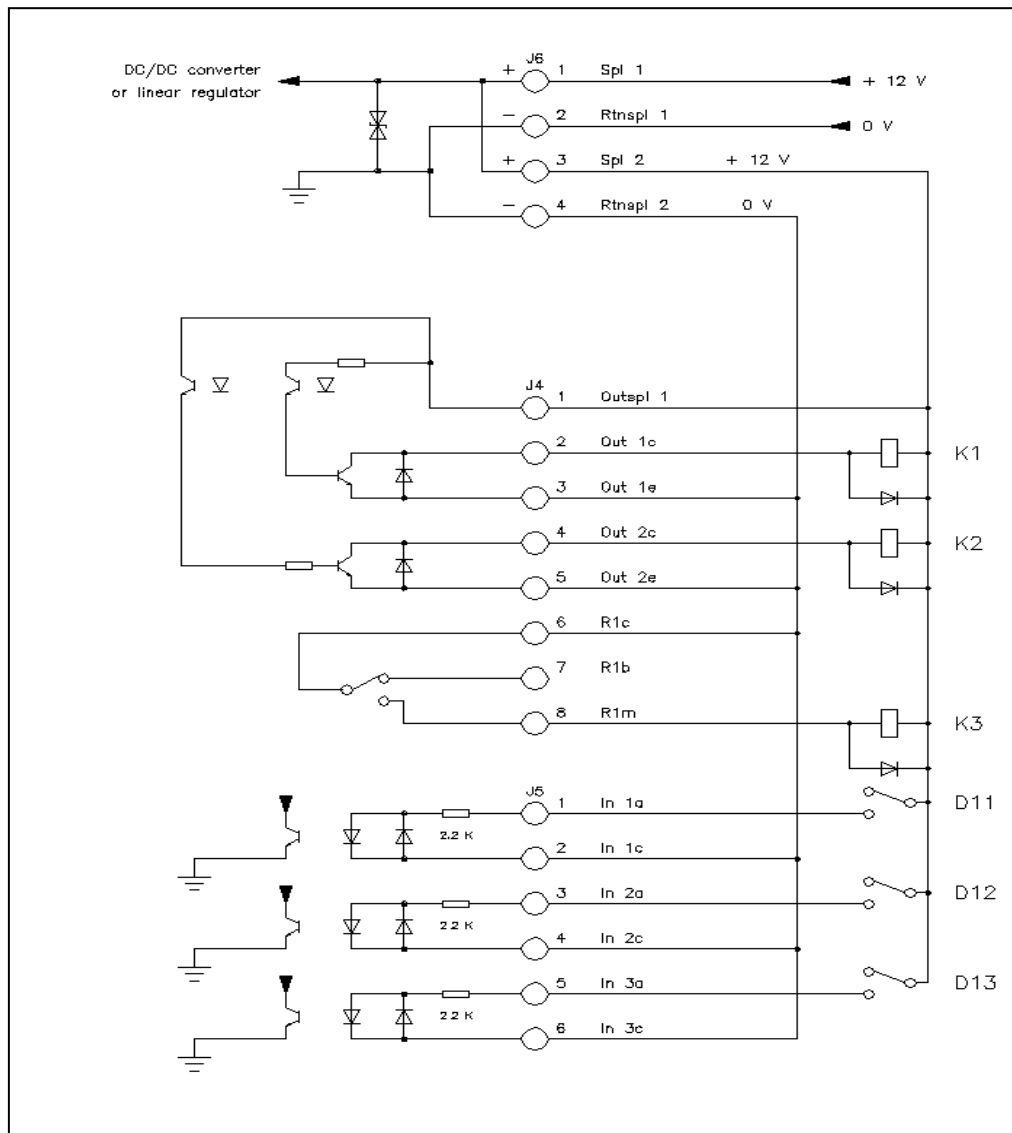 J6
DC/DC converter
or linear regulator
+ 1 Spl 1 + 12 V
- 2 Rtnspl 1 0 V
+ 3 Spl 2 + 12 V
- 4 Rtnspl 2 0 V
J4
1 Outspl 1
2 Out 1c K1
3 Out 1e
4 Out 2c K2
5 Out 2e
6 R1c
7 R1b
8 R1m K3
J5
1 In 1a D11
2.2 K
2 In 1c
3 In 2a D12
2.2 K
4 In 2c
5 In 3a D13
2.2 K
6 In 3c